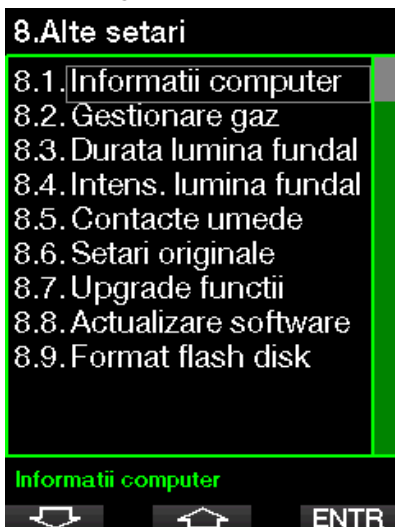 8.Alte setari
8.1.Informatii computer
8.2.Gestionare gaz
8.3.Durata lumina fundal
8.4.Intens. lumina fundal
8.5.Contacte umede
8.6.Setari originale
8.7.Upgrade functii
8.8.Actualizare software
8.9.Format flash disk
Informatii computer
ENTR